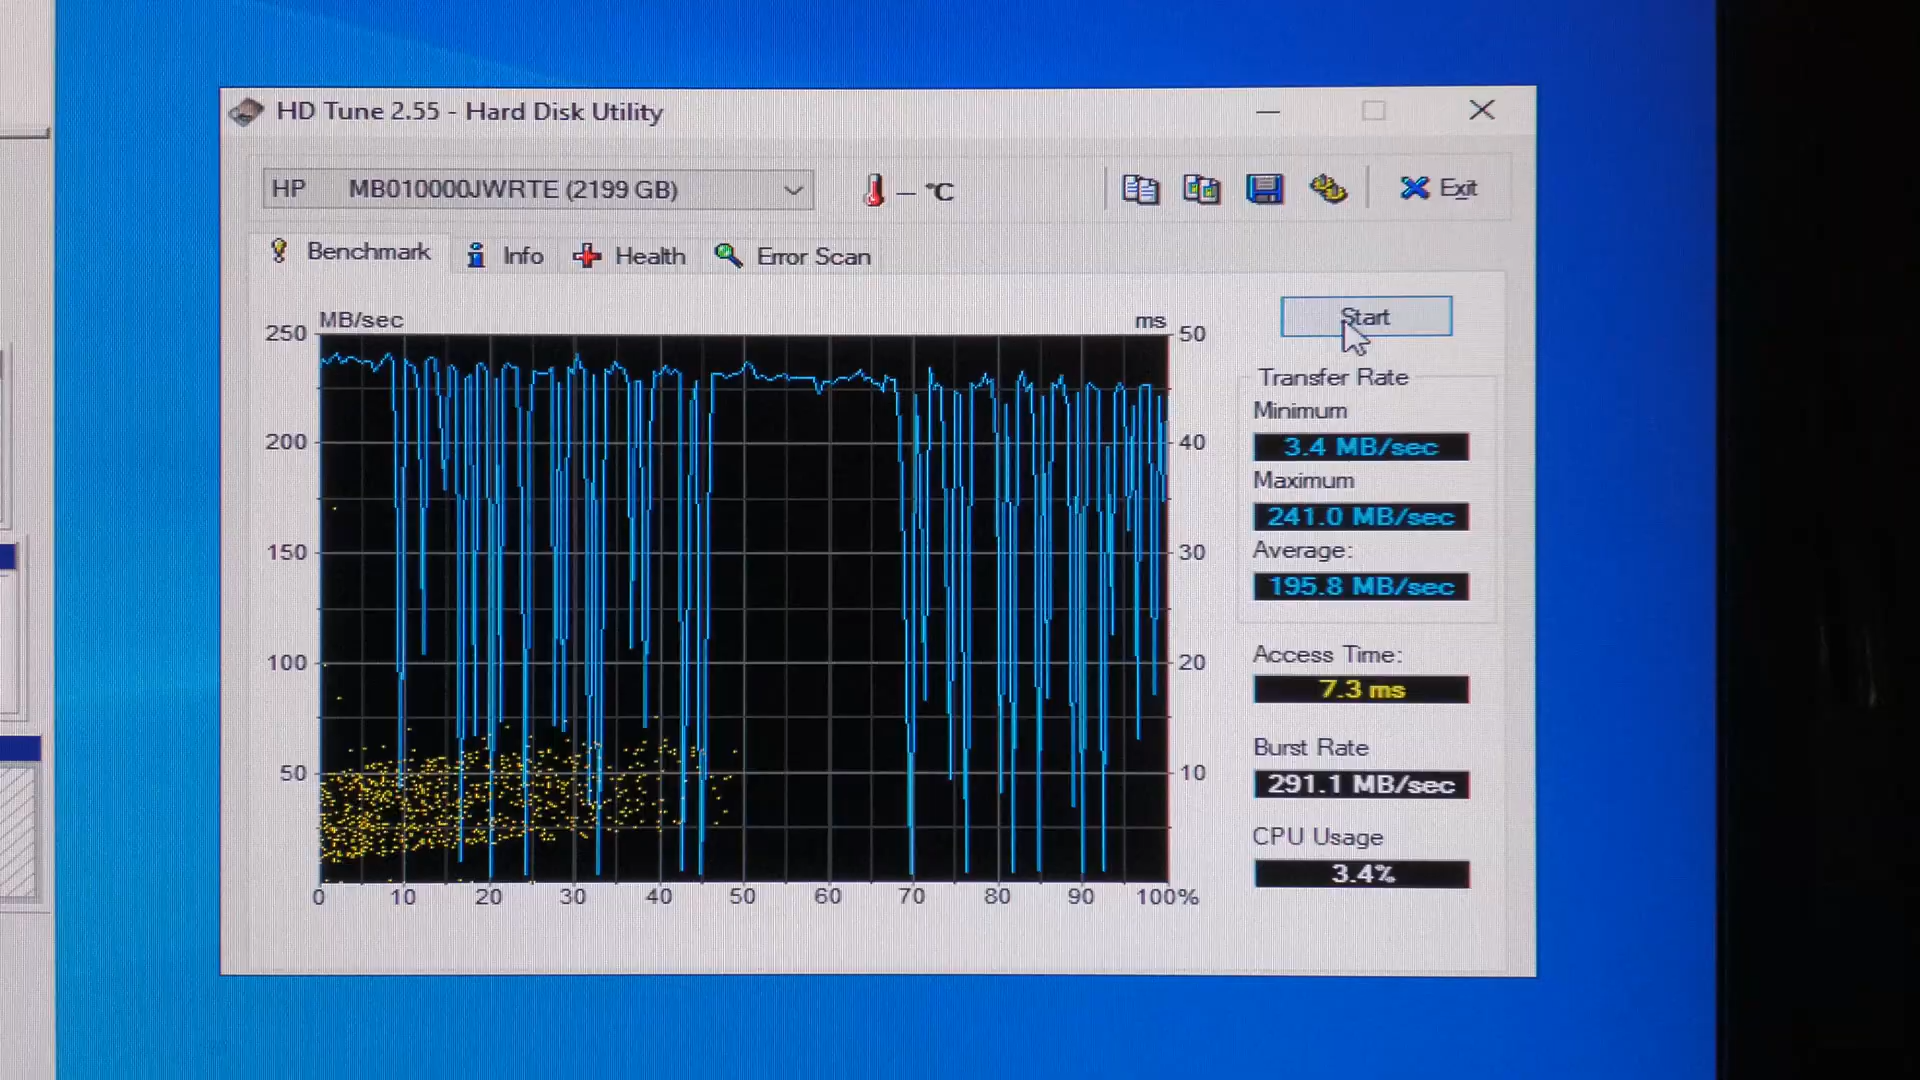 HD Tune 2.55 - Hard Disk Utility
HP MB010000JWRTE (2199 GB)
– °C
Exit
Benchmark
Info
Health
Error Scan
MB/sec
ms
250
200
150
100
50
50
40
30
20
10
0 10 20 30 40 50 60 70 80 90 100%
Start
Transfer Rate
Minimum
3.4 MB/sec
Maximum
241.0 MB/sec
Average:
195.8 MB/sec
Access Time:
7.3 ms
Burst Rate
291.1 MB/sec
CPU Usage
3.4%